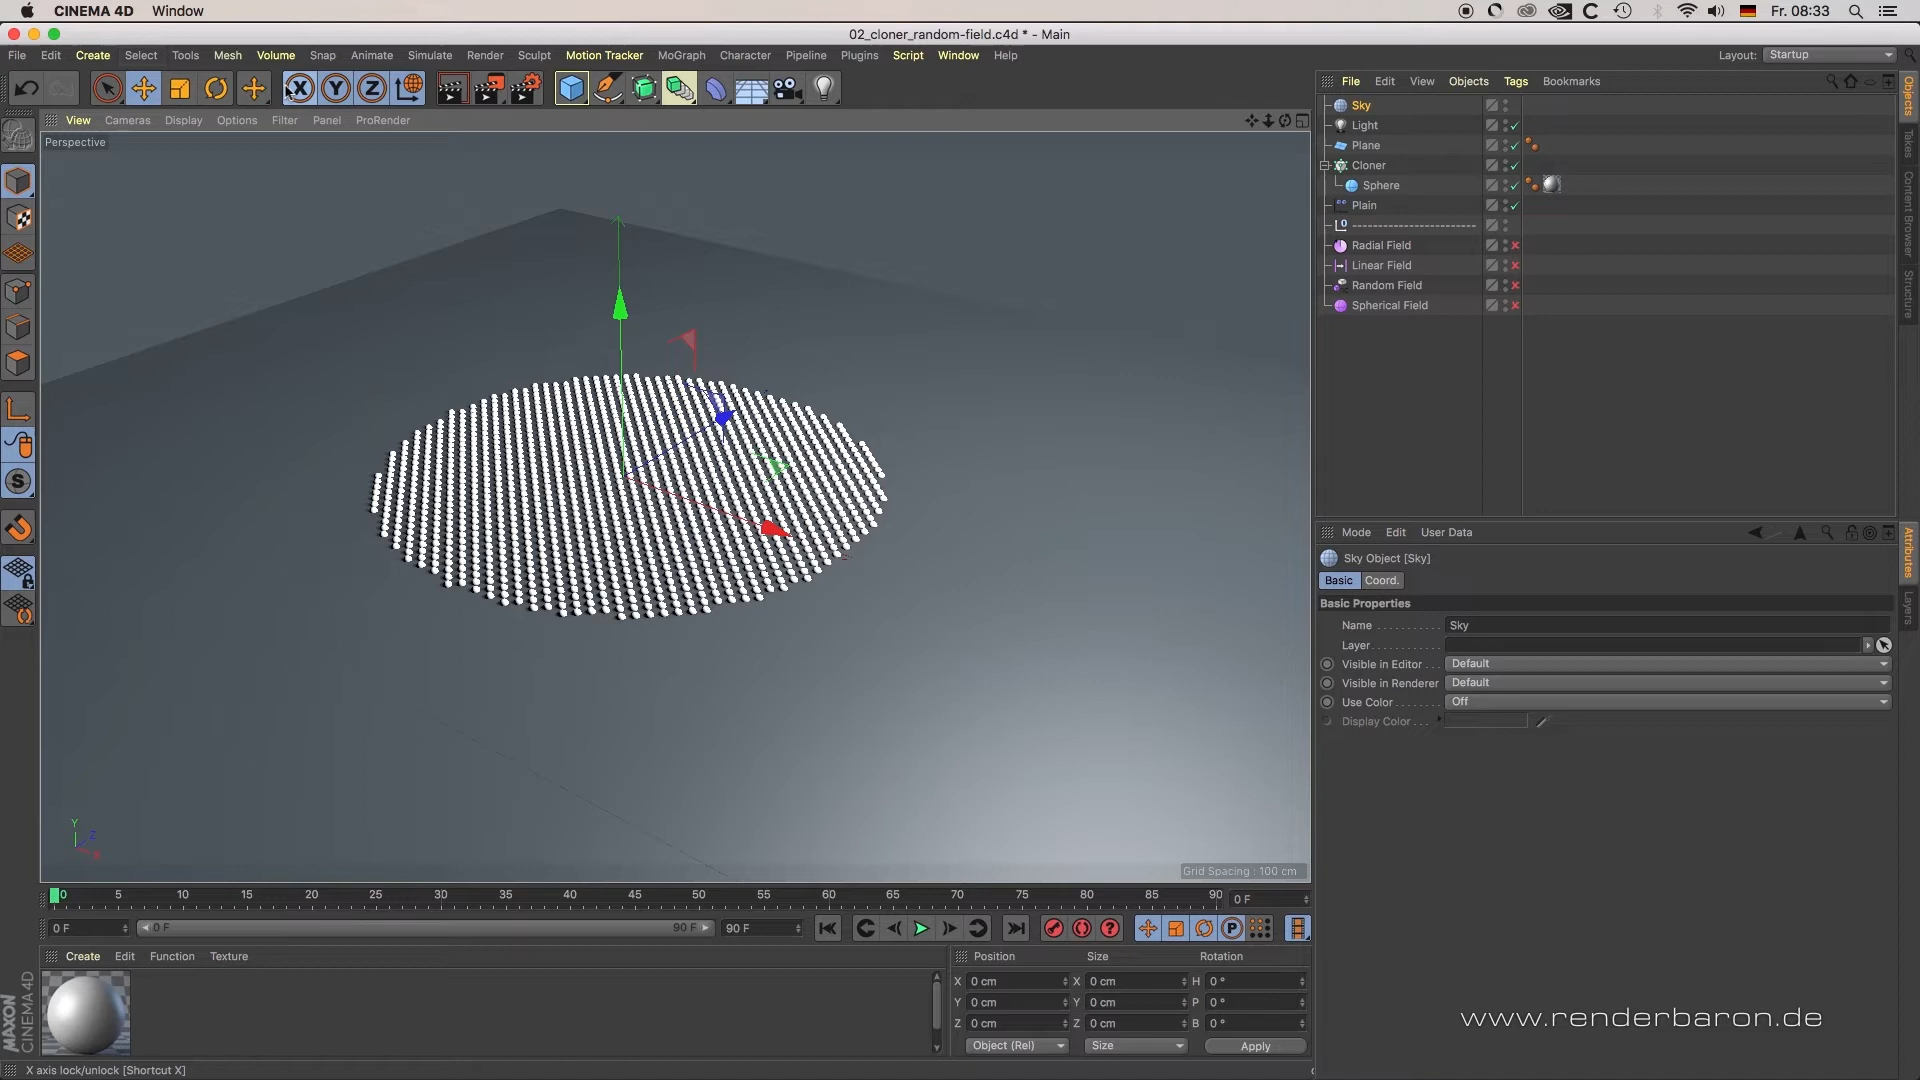 CINEMA 4D Window Fr. 08:33
02_cloner_random-field.c4d * - Main
File Edit Create Select Tools Mesh Volume Snap Animate Simulate Render Sculpt Motion Tracker MoGraph Character Pipeline Plugins Script Window Help Layout: Startup
X Y Z
File Edit View Objects Tags Bookmarks
View Cameras Display Options Filter Panel ProRender
Perspective
Sky
Light
Plane
Cloner
Sphere
Plain
--------------------------
Radial Field
Linear Field
Random Field
Spherical Field
Objects
Takes
Content Browser
Structure
Mode Edit User Data
Sky Object [Sky]
Basic Coord.
Basic Properties
Name Sky
Layer
Visible in Editor Default
Visible in Renderer Default
Use Color Off
Display Color
Attributes
Layers
S
Y
Z
X
Grid Spacing : 100 cm
0 5 10 15 20 25 30 35 40 45 50 55 60 65 70 75 80 85 90 0 F
0 F 0 F 90 F 90 F
P
Create Edit Function Texture
Position Size Rotation
X 0 cm X 0 cm H 0 °
Y 0 cm Y 0 cm P 0 °
Z 0 cm Z 0 cm B 0 °
Object (Rel) Size Apply
MAXON
CINEMA 4D
www.renderbaron.de
X axis lock/unlock [Shortcut X]